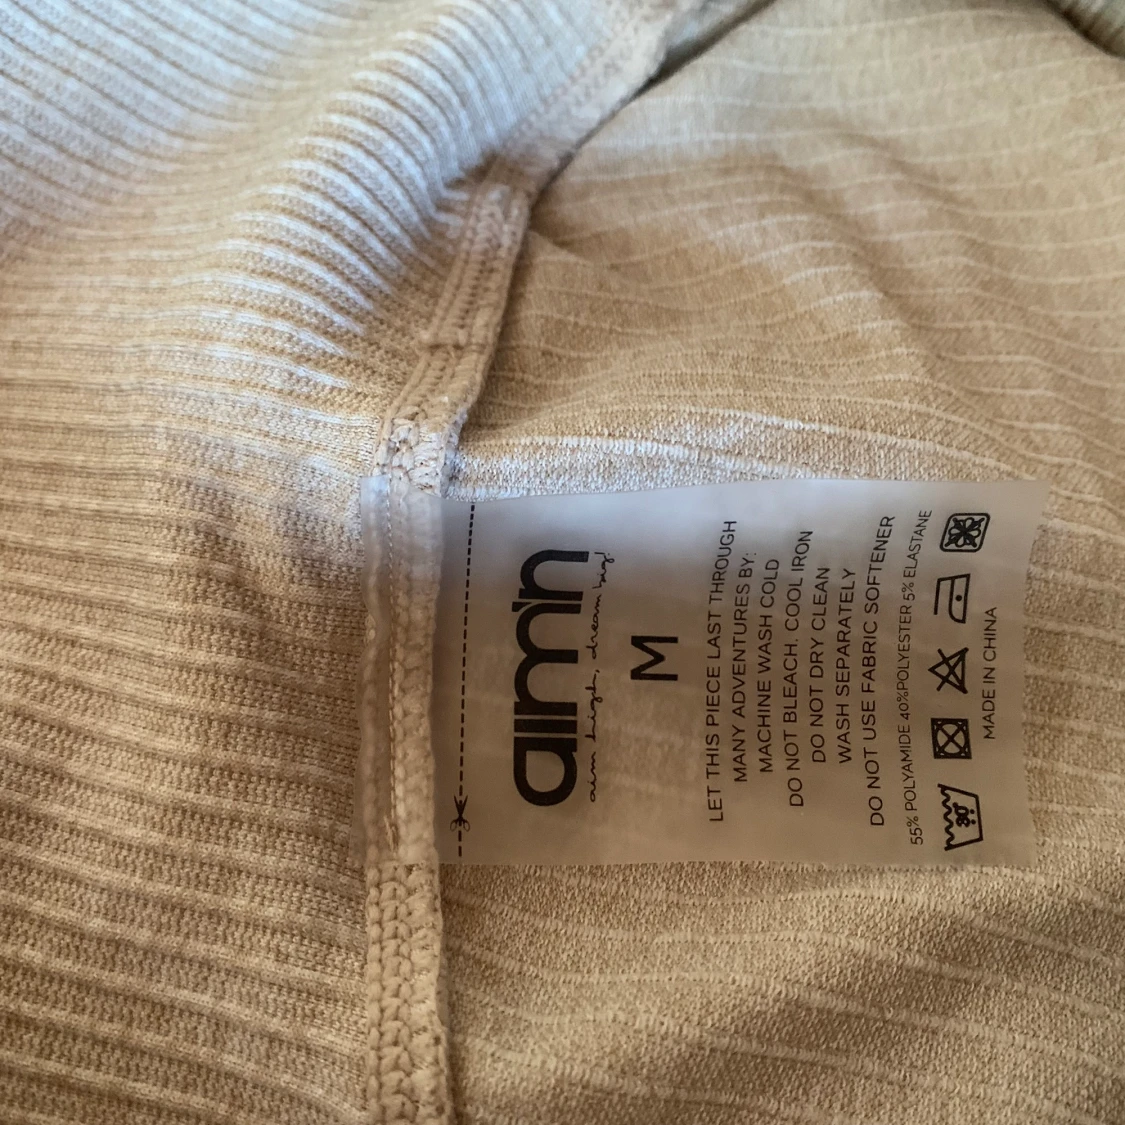 aim'n
aim high, dream big!
M
LET THIS PIECE LAST THROUGH
MANY ADVENTURES BY:
MACHINE WASH COLD
DO NOT BLEACH. COOL IRON
DO NOT DRY CLEAN
WASH SEPARATELY
DO NOT USE FABRIC SOFTENER
55% POLYAMIDE 40%POLYESTER 5% ELASTANE
30°
MADE IN CHINA